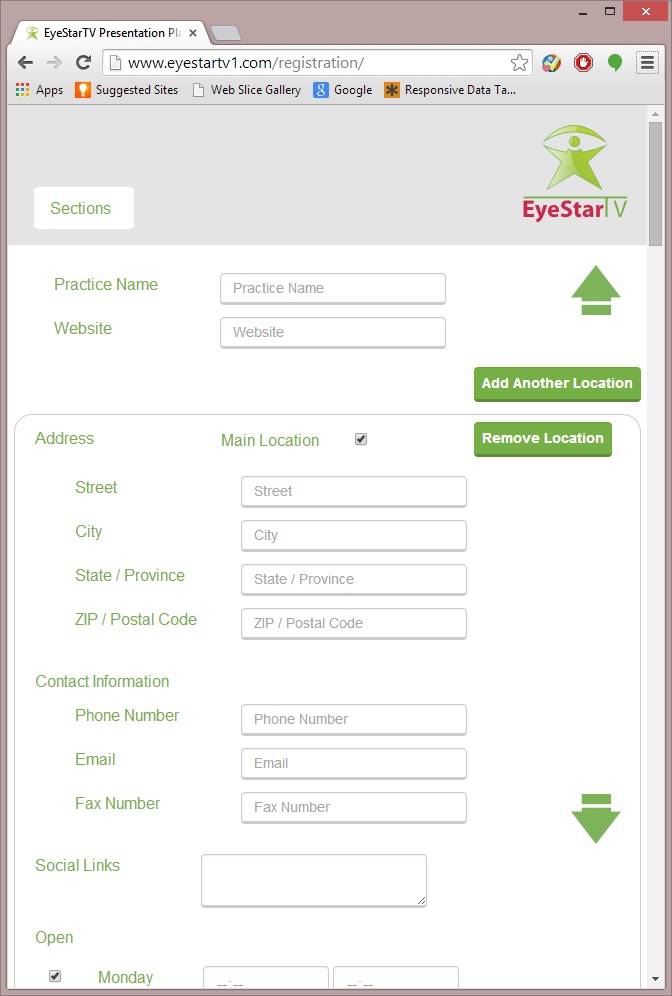 EyeStarTV Presentation Pla
www.eyestartv1.com/registration/
Apps Suggested Sites Web Slice Gallery Google Responsive Data Ta...
Sections
EyeStarTV
Practice Name Practice Name
Website Website
Add Another Location
Address Main Location Remove Location
Street Street
City City
State / Province State / Province
ZIP / Postal Code ZIP / Postal Code
Contact Information
Phone Number Phone Number
Email Email
Fax Number Fax Number
Social Links
Open
Monday --:-- --:--